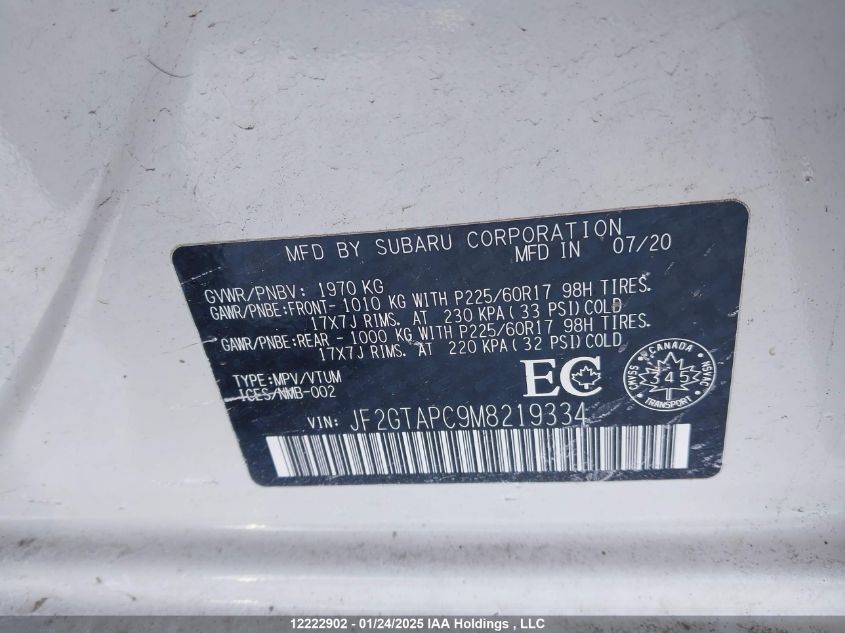 MFD BY SUBARU CORPORATION
MFD IN 07/20
GVWR/PNBV: 1970 KG
GAWR/PNBE:FRONT- 1010 KG WITH P225/60R17 98H TIRES.
17X7J RIMS. AT 230 KPA( 33 PSI)COLD
GAWR/PNBE:REAR - 1000 KG WITH P225/60R17 98H TIRES.
17X7J RIMS. AT 220 KPA( 32 PSI)COLD
TYPE:MPV/VTUM
ICES/NMB-002
EC
CMVSS CANADA NSVAC
345
TRANSPORT
VIN: JF2GTAPC9M8219334
12222902 - 01/24/2025 IAA Holdings , LLC